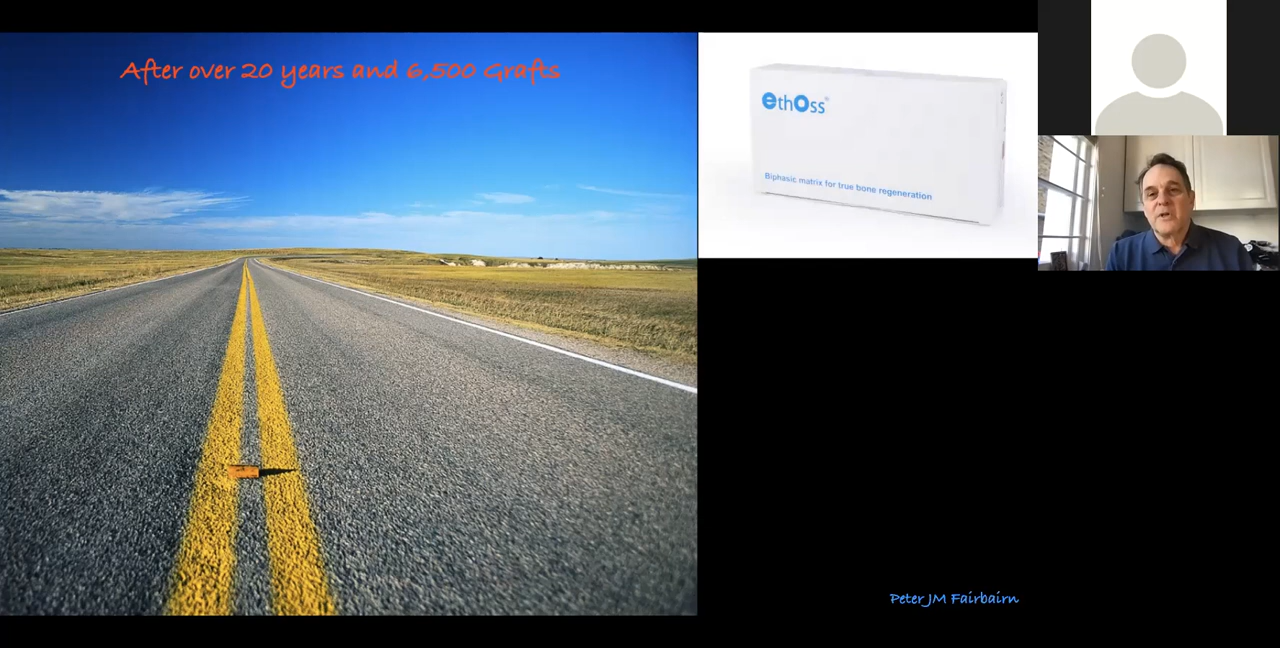 After over 20 years and 6,500 Grafts
ethOss®
Biphasic matrix for true bone regeneration
Peter JM Fairbairn